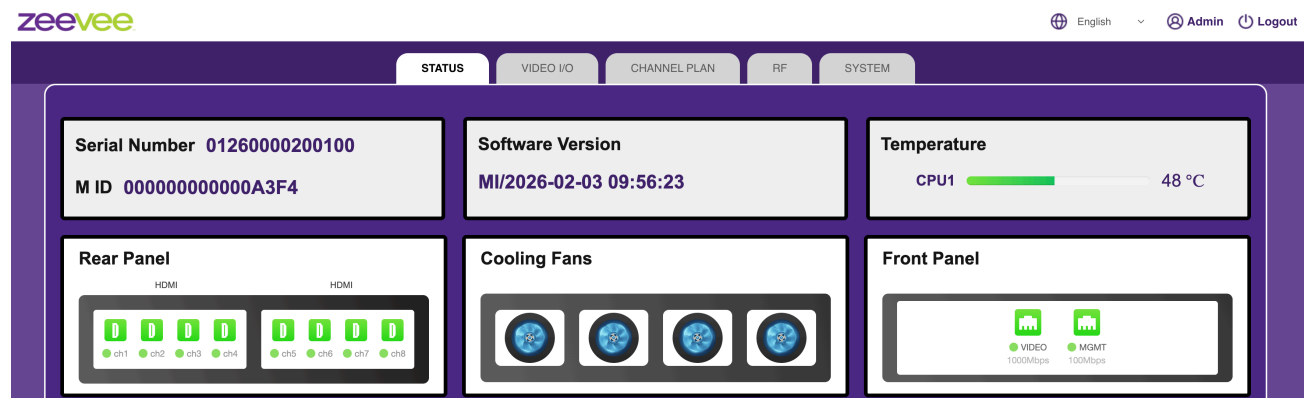 zeevee
English Admin Logout
STATUS VIDEO I/O CHANNEL PLAN RF SYSTEM
Serial Number 01260000200100
M ID 000000000000A3F4
Software Version
MI/2026-02-03 09:56:23
Temperature
CPU1 48 °C
Rear Panel
HDMI HDMI
ch1 ch2 ch3 ch4 ch5 ch6 ch7 ch8
Cooling Fans
Front Panel
VIDEO MGMT
1000Mbps 100Mbps